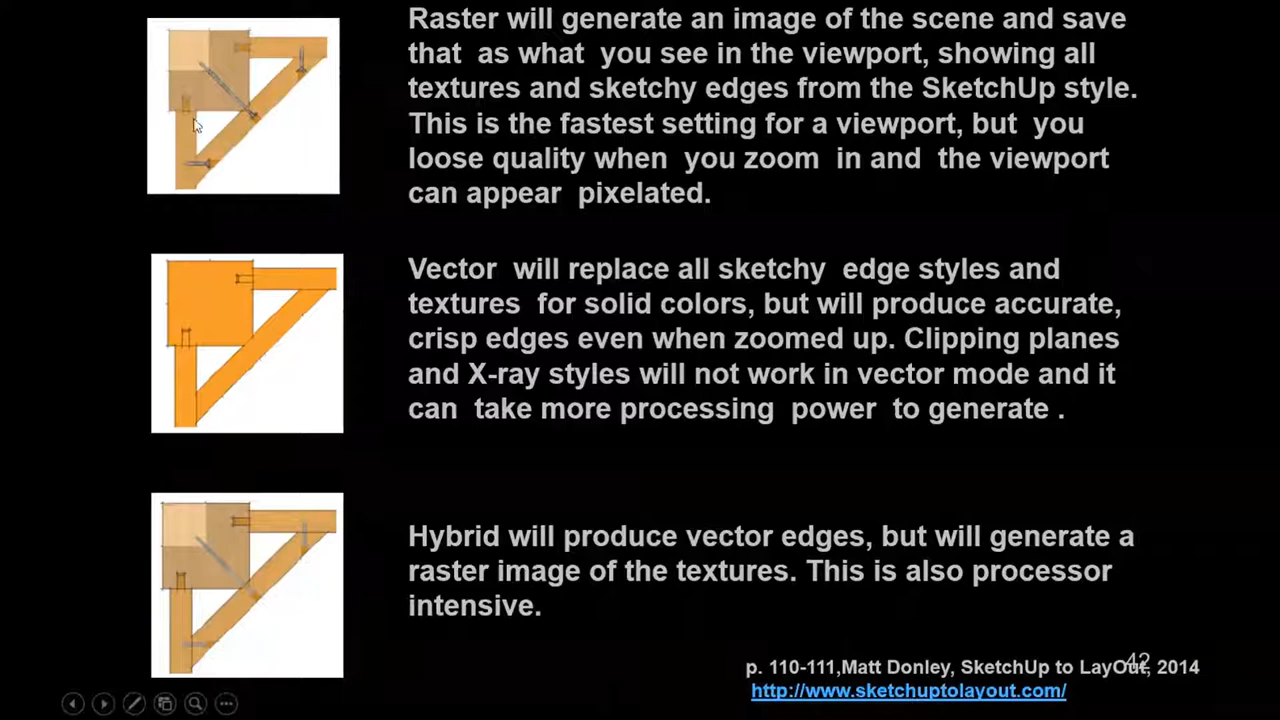 Raster will generate an image of the scene and save
that as what you see in the viewport, showing all
textures and sketchy edges from the SketchUp style.
This is the fastest setting for a viewport, but you
loose quality when you zoom in and the viewport
can appear pixelated.
Vector will replace all sketchy edge styles and
textures for solid colors, but will produce accurate,
crisp edges even when zoomed up. Clipping planes
and X-ray styles will not work in vector mode and it
can take more processing power to generate .
Hybrid will produce vector edges, but will generate a
raster image of the textures. This is also processor
intensive.
42
p. 110-111,Matt Donley, SketchUp to LayOut, 2014
http://www.sketchuptolayout.com/